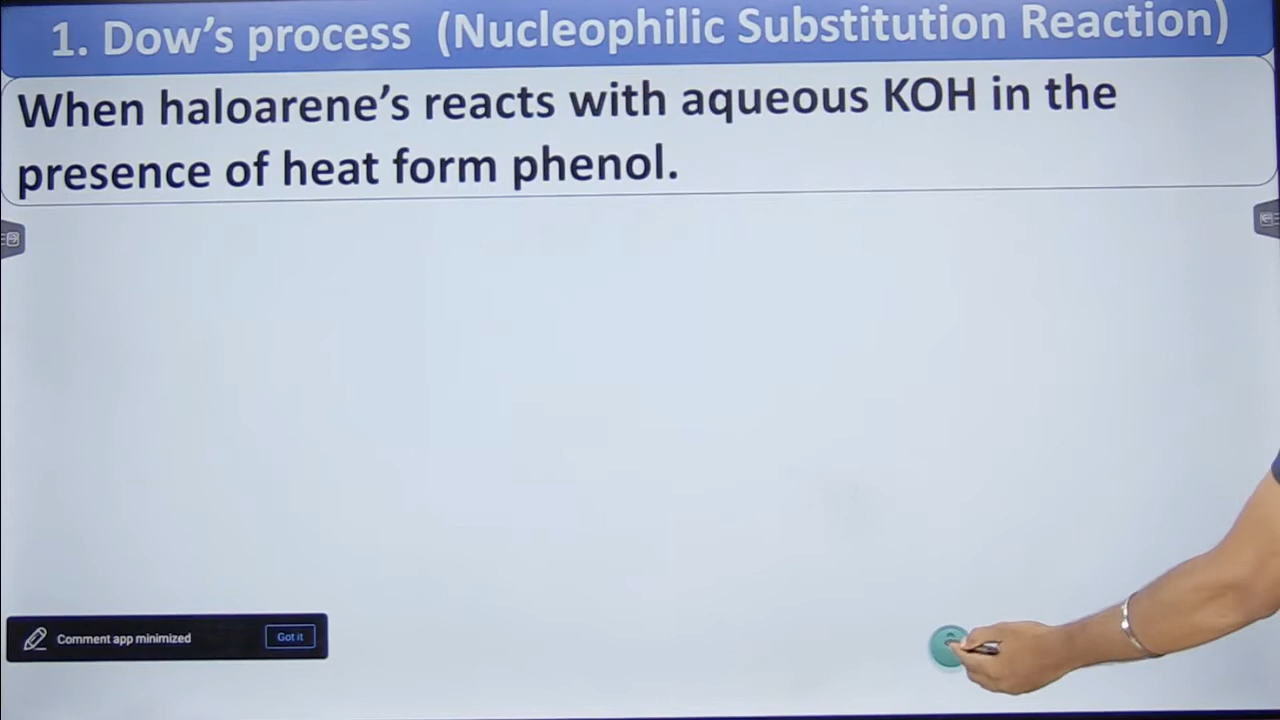 1. Dow’s process (Nucleophilic Substitution Reaction)
When haloarene’s reacts with aqueous KOH in the
presence of heat form phenol.
Comment app minimized
Got it